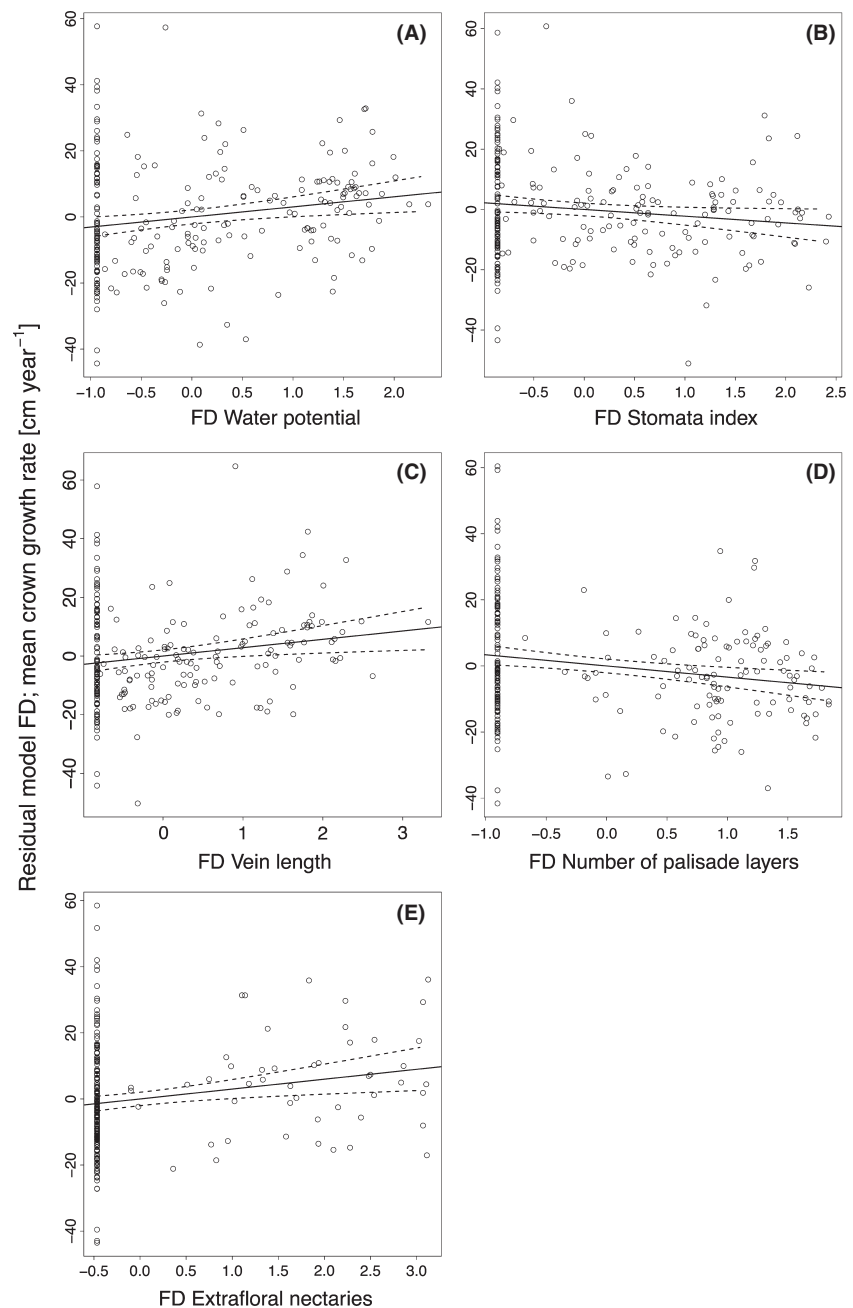 Residual model FD; mean crown growth rate [cm year⁻¹]
(A)
60
40
20
0
−20
−40
−1.0 −0.5 0.0 0.5 1.0 1.5 2.0
FD Water potential
(B)
60
40
20
0
−20
−40
−0.5 0.0 0.5 1.0 1.5 2.0 2.5
FD Stomata index
(C)
60
40
20
0
−20
−40
0 1 2 3
FD Vein length
(D)
60
40
20
0
−20
−40
−1.0 −0.5 0.0 0.5 1.0 1.5
FD Number of palisade layers
(E)
60
40
20
0
−20
−40
−0.5 0.0 0.5 1.0 1.5 2.0 2.5 3.0
FD Extrafloral nectaries